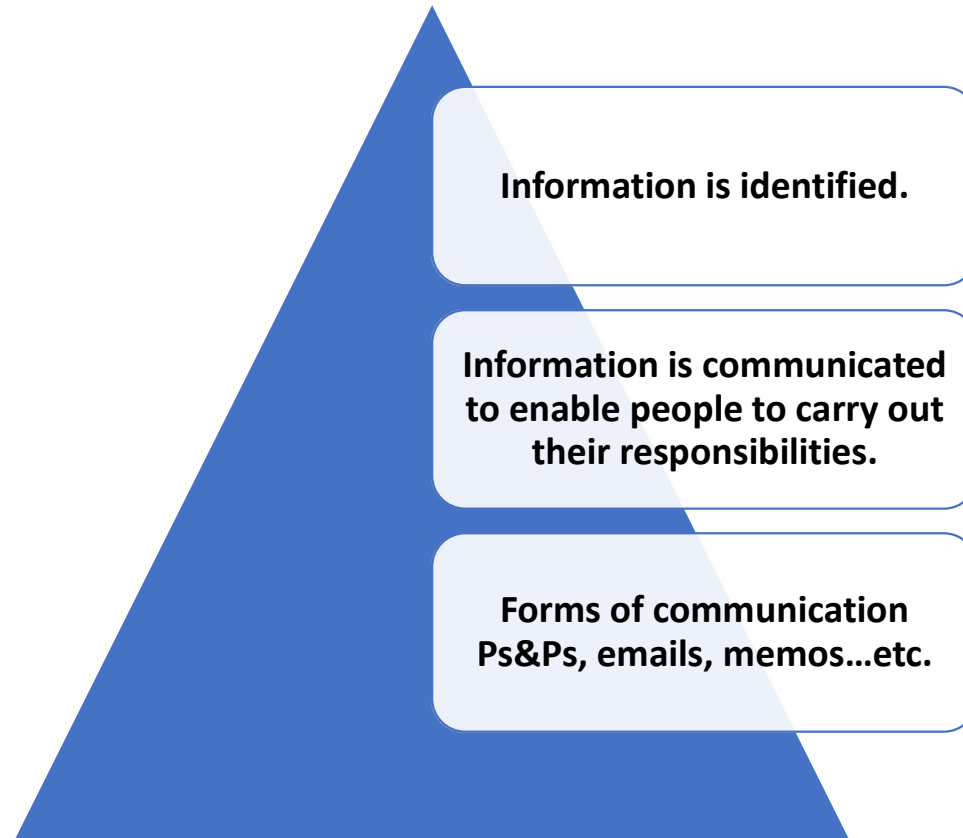 Information is identified.
Information is communicated
to enable people to carry out
their responsibilities.
Forms of communication
Ps&Ps, emails, memos...etc.